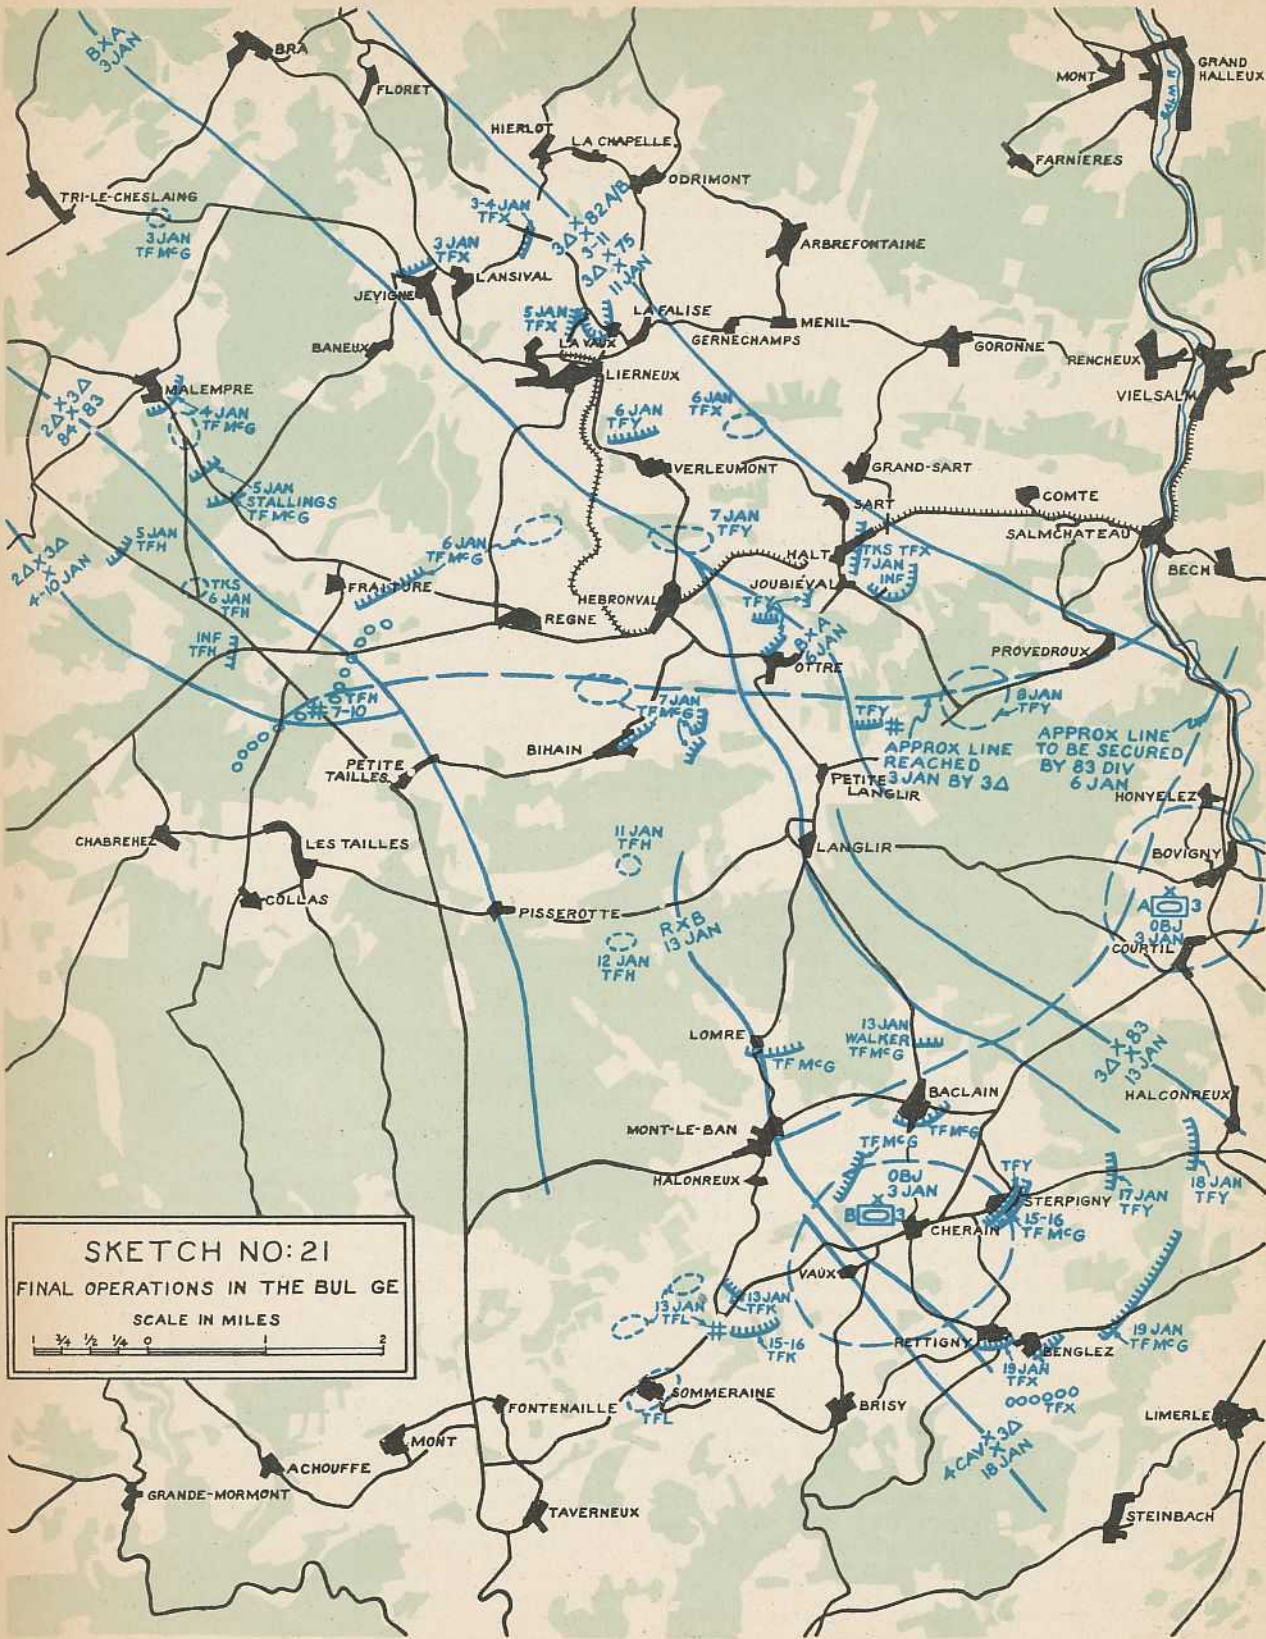 B X A
3 JAN
BRA
FLORET
MONT
GRAND
HALLEUX
SALM R
HIERLOT
LA CHAPELLE
FARNIERES
ODRIMONT
TRI-LE-CHESLAING
3 JAN
TF McG
3-4 JAN
TFX
3Δ X 82 A/B
3-11
3Δ X 75
11 JAN
3 JAN
TFX
ARBREFONTAINE
LANSIVAL
JEVIGNE
5 JAN
TFX
LA FALISE
MENIL
LA VAUX
GERNECHAMPS
BANEUX
GORONNE
RENCHEUX
LIERNEUX
VIELSALM
MALEMPRE
2Δ X 3Δ
84 X 83
4 JAN
TF McG
6 JAN
TFY
6 JAN
TFX
VERLEUMONT
GRAND-SART
5 JAN
STALLINGS
TF McG
SART
COMTE
5 JAN
TFH
6 JAN
TF McG
7 JAN
TFY
SALMCHATEAU
HALT
TKS TFX
7 JAN
INF
2Δ X 3Δ
X
4-10 JAN
TKS
6 JAN
TFH
FRAITURE
HEBRONVAL
JOUBIEVAL
BECH
TFY
REGNE
B X A
6 JAN
INF
TFH
OTTRE
PROVEDROUX
TFH
# 7-10
7 JAN
TF McG
8 JAN
TFY
TFY
#
APPROX LINE
REACHED
3 JAN BY 3Δ
APPROX LINE
TO BE SECURED
BY 83 DIV
6 JAN
BIHAIN
PETITE
TAILLES
PETITE
LANGLIR
HONYELEZ
CHABREHEZ
LES TAILLES
11 JAN
TFH
LANGLIR
BOVIGNY
COLLAS
PISSEROTTE
R X B
13 JAN
X
A 3
OBJ
3 JAN
12 JAN
TFH
COURTIL
LOMRE
TF McG
13 JAN
WALKER
TF McG
3Δ X 83
X
13 JAN
BACLAIN
HALCONREUX
MONT-LE-BAN
TF McG
TF McG
HALONREUX
OBJ
3 JAN
X
B 3
TFY
STERPIGNY
15-16
TF McG
17 JAN
TFY
18 JAN
TFY
CHERAIN
SKETCH NO: 21
FINAL OPERATIONS IN THE BUL GE
SCALE IN MILES
1 3/4 1/2 1/4 0 1 2
VAUX
13 JAN
TFL
13 JAN
TFK
#
15-16
TFK
RETTIGNY
BENGLEZ
19 JAN
TF McG
19 JAN
TFX
TFX
SOMMERAINE
TFL
FONTENAILLE
BRISY
LIMERLE
MONT
4 CAV X 3Δ
X
18 JAN
ACHOUFFE
GRANDE-MORMONT
TAVERNEUX
STEINBACH